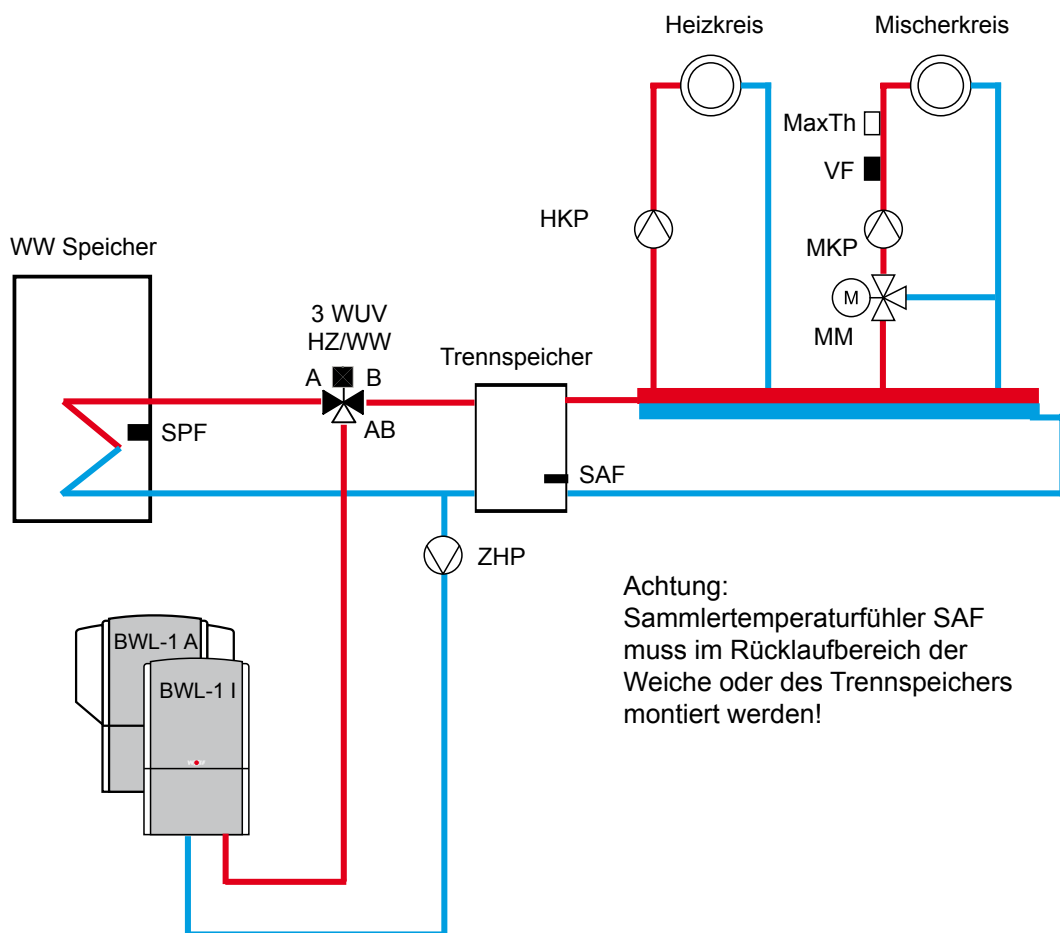 Heizkreis
Mischerkreis
MaxTh
VF
HKP
MKP
WW Speicher
M
3 WUV
HZ/WW
MM
Trennspeicher
A
B
AB
SPF
SAF
ZHP
Achtung:
Sammlertemperaturfühler SAF
muss im Rücklaufbereich der
Weiche oder des Trennspeichers
montiert werden!
BWL-1 A
BWL-1 I